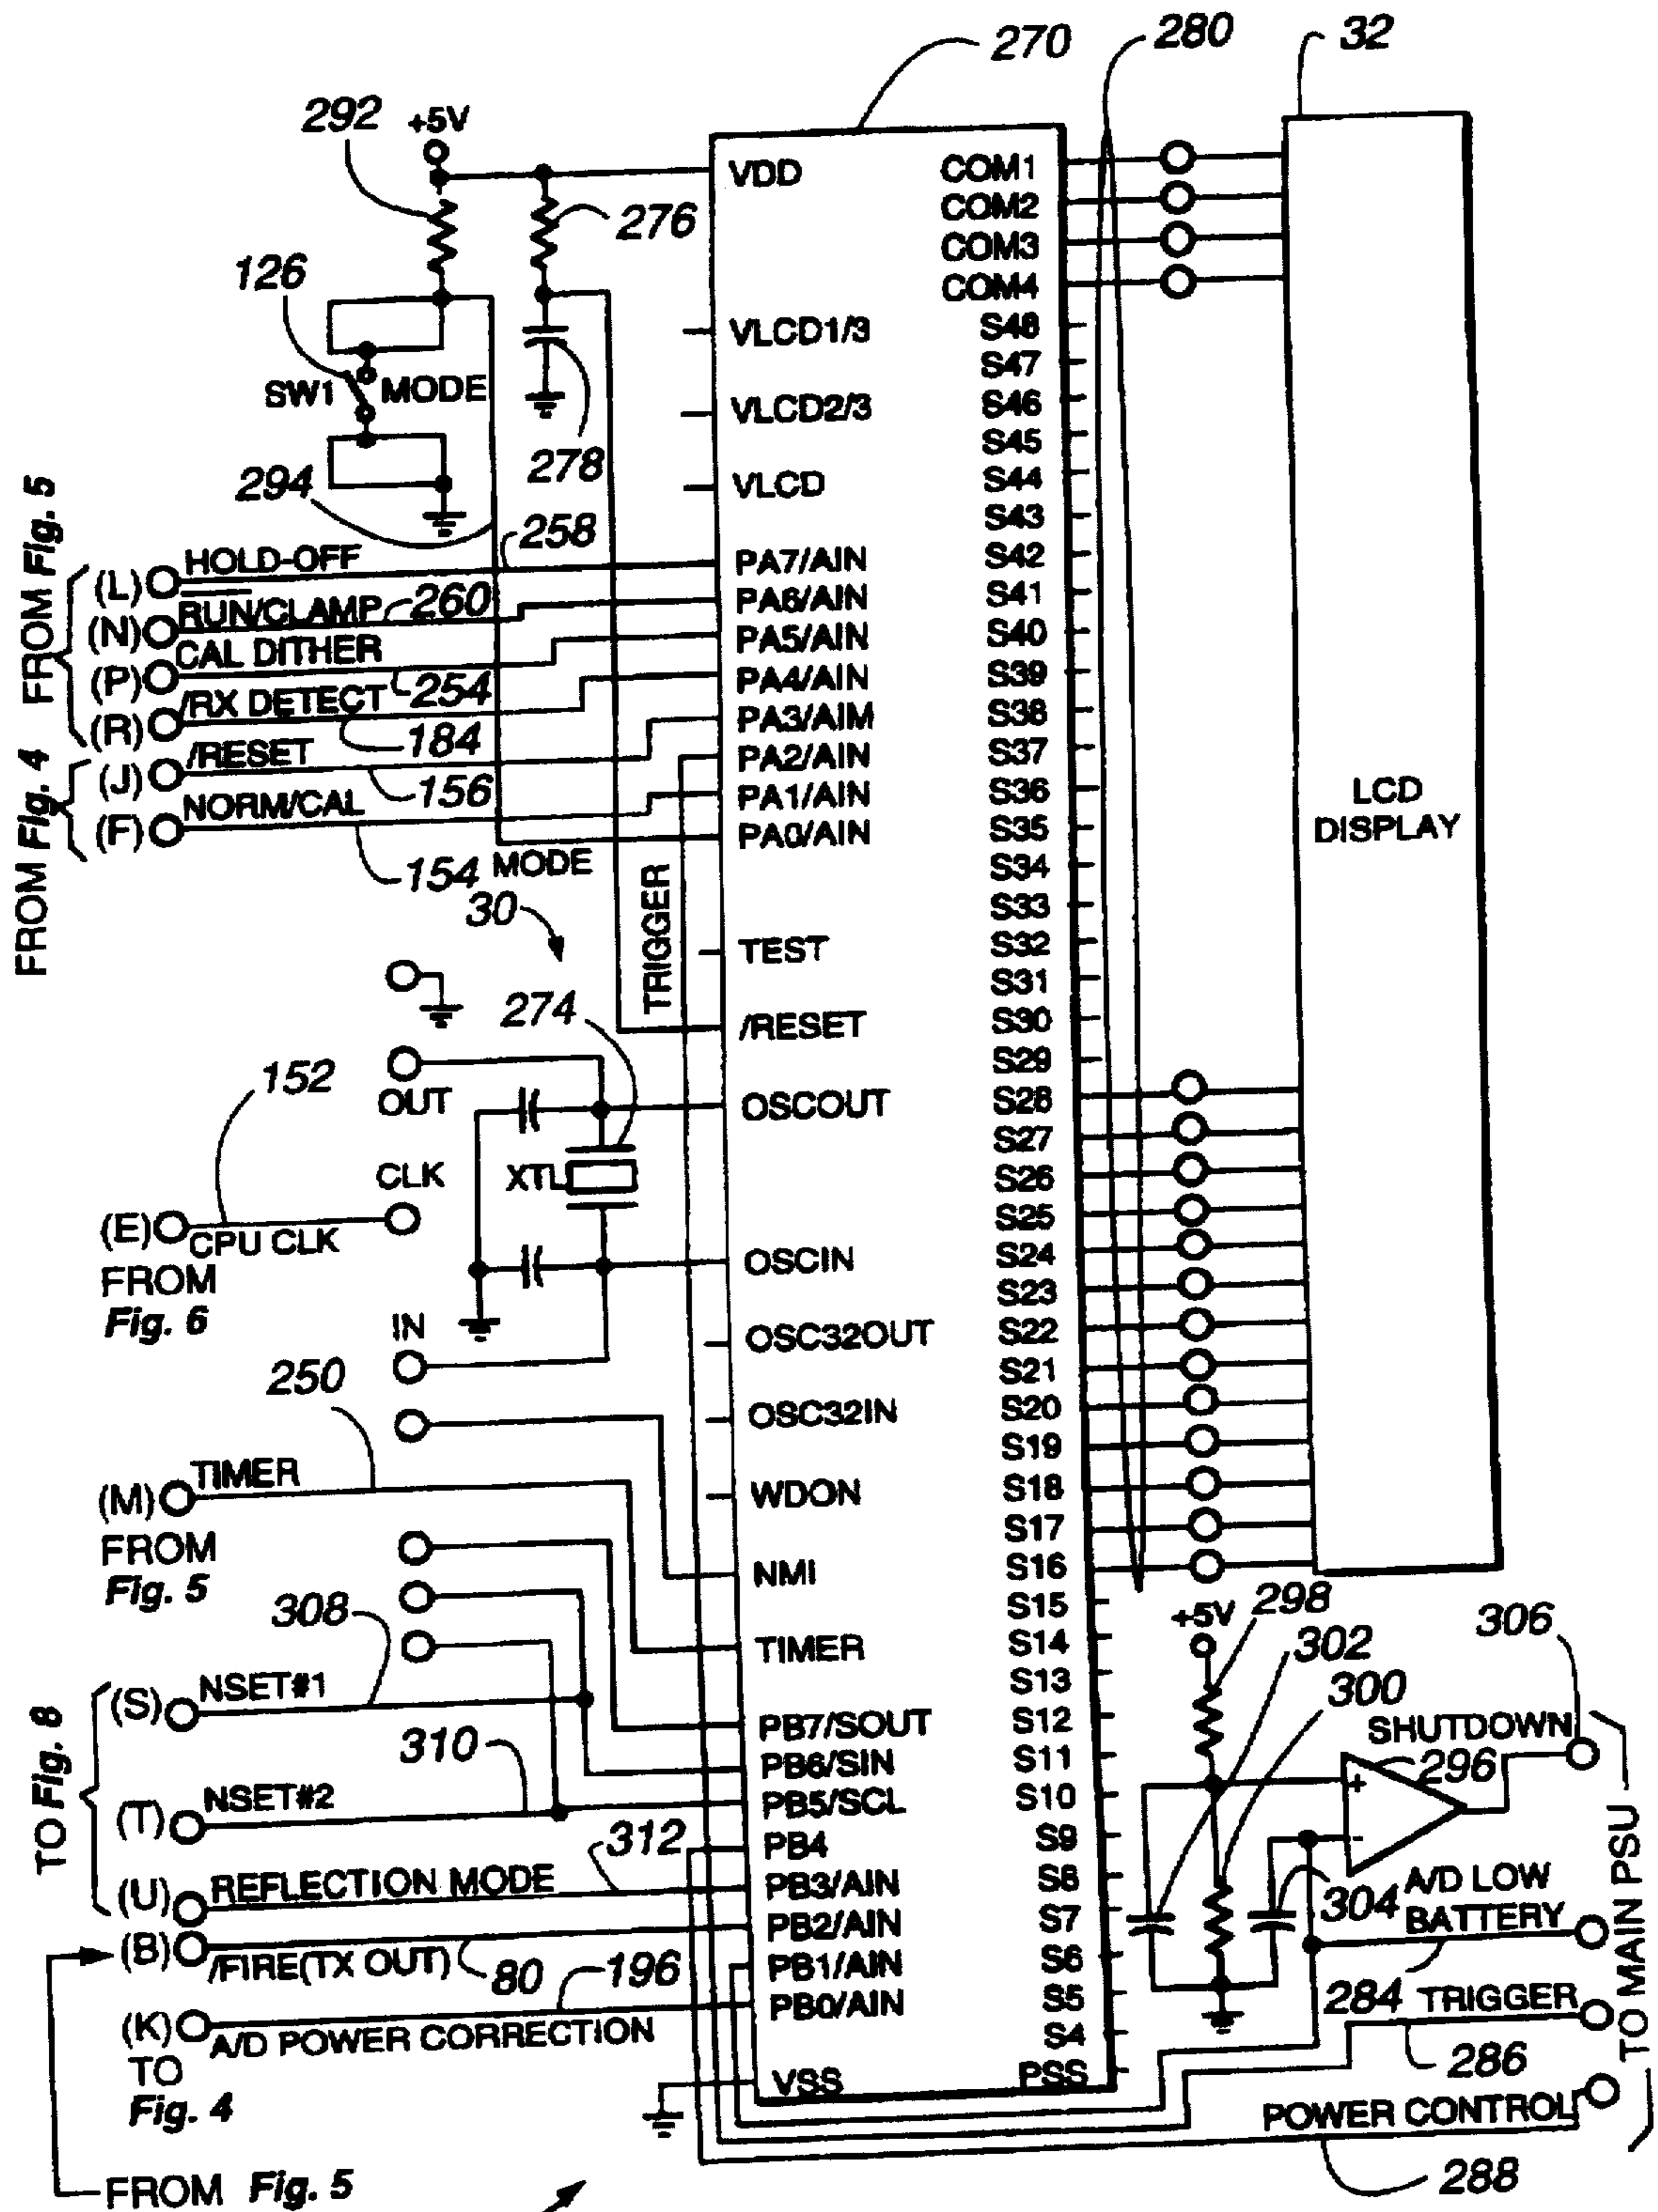 270
280
32
292
+5V
276
126
SW1
MODE
278
294
VDD
VLCD1/3
VLCD2/3
VLCD
PA7/AIN
PA6/AIN
PA5/AIN
PA4/AIN
PA3/AIM
PA2/AIN
PA1/AIN
PA0/AIN
TEST
/RESET
OSCOUT
OSCIN
OSC32OUT
OSC32IN
WDON
NMI
TIMER
PB7/SOUT
PB6/SIN
PB5/SCL
PB4
PB3/AIN
PB2/AIN
PB1/AIN
PB0/AIN
VSS
COM1
COM2
COM3
COM4
S48
S47
S46
S45
S44
S43
S42
S41
S40
S39
S38
S37
S36
S35
S34
S33
S32
S31
S30
S29
S28
S27
S26
S25
S24
S23
S22
S21
S20
S19
S18
S17
S16
S15
S14
S13
S12
S11
S10
S9
S8
S7
S6
S5
S4
PSS
LCD
DISPLAY
FROM Fig. 5
(L) HOLD-OFF 258
(N) RUN/CLAMP 260
(P) CAL DITHER 254
(R) /RX DETECT 184
FROM Fig. 4
(J) /RESET 156
(F) NORM/CAL 154
MODE
TRIGGER
30
274
152
OUT
CLK
XTL
(E) CPU CLK
FROM
Fig. 6
IN
250
(M) TIMER
FROM
Fig. 5
308
TO Fig. 8
(S) NSET#1
310
(T) NSET#2
312
(U) REFLECTION MODE
(B) /FIRE(TX OUT) 80
196
(K) A/D POWER CORRECTION
TO
Fig. 4
FROM Fig. 5
+5V
298
302
300
306
SHUTDOWN
296
+
-
304
A/D LOW
BATTERY
284
TRIGGER
286
POWER CONTROL
288
TO MAIN PSU